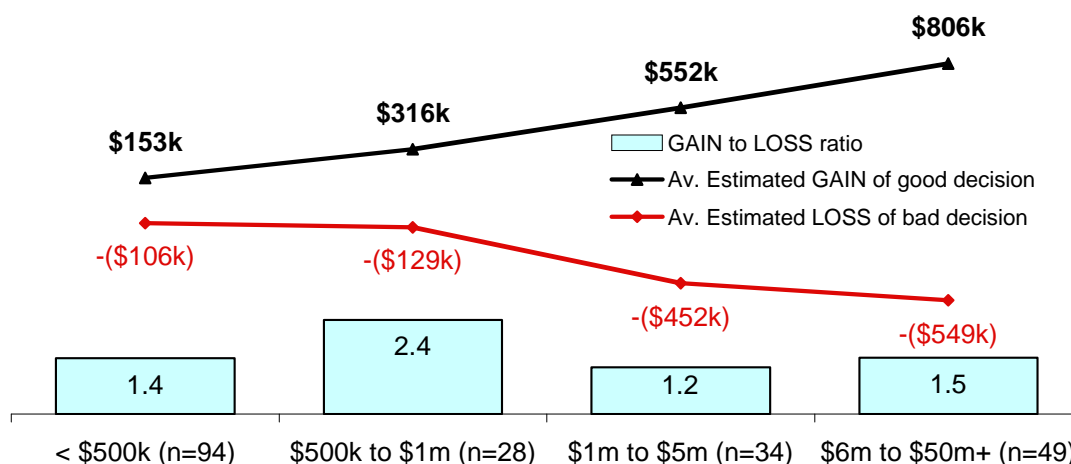 $806k
$552k
$316k
$153k
GAIN to LOSS ratio
Av. Estimated GAIN of good decision
Av. Estimated LOSS of bad decision
-($106k)
-($129k)
-($452k)
-($549k)
1.4
2.4
1.2
1.5
< $500k (n=94)
$500k to $1m (n=28)
$1m to $5m (n=34)
$6m to $50m+ (n=49)